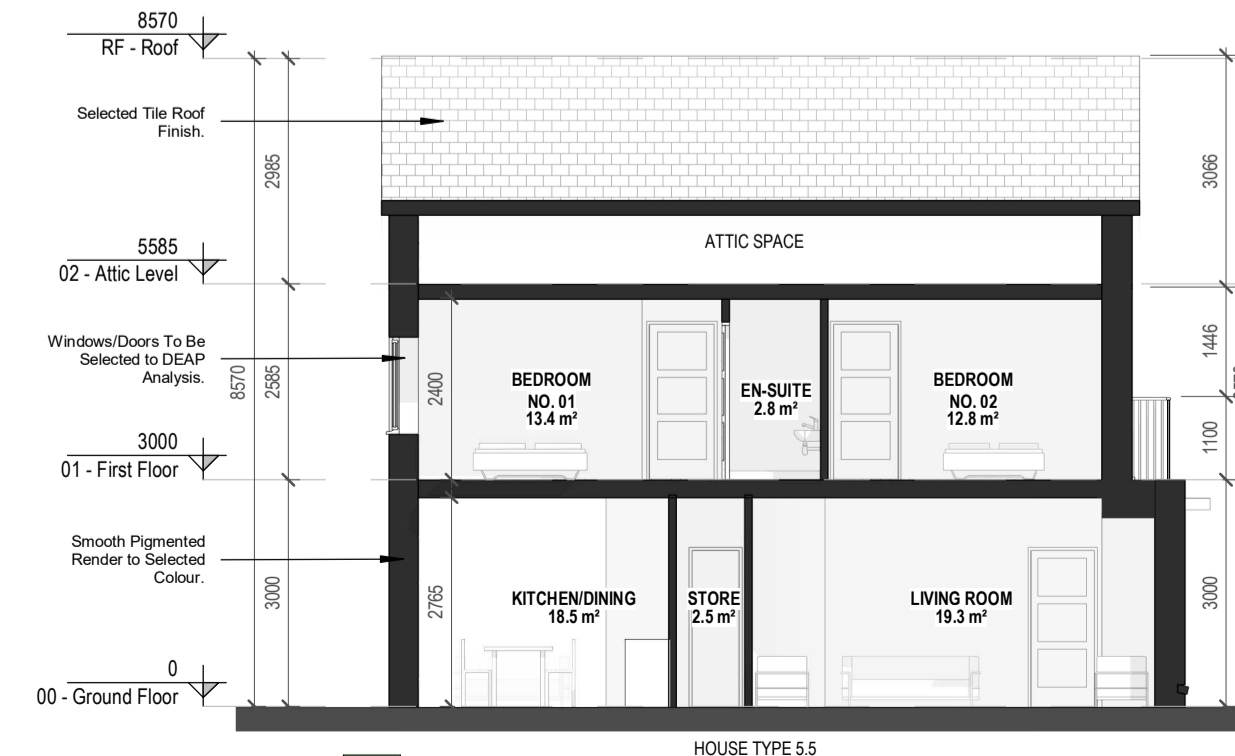 8570
RF - Roof
Selected Tile Roof
Finish.
2985
3066
ATTIC SPACE
5585
02 - Attic Level
Windows/Doors To Be
Selected to DEAP
Analysis.
8570
2585
2400
1446
BEDROOM
NO. 01
13.4 m²
EN-SUITE
2.8 m²
BEDROOM
NO. 02
12.8 m²
1100
3000
01 - First Floor
Smooth Pigmented
Render to Selected
Colour.
3000
2765
KITCHEN/DINING
18.5 m²
STORE
2.5 m²
LIVING ROOM
19.3 m²
3000
0
00 - Ground Floor
HOUSE TYPE 5.5